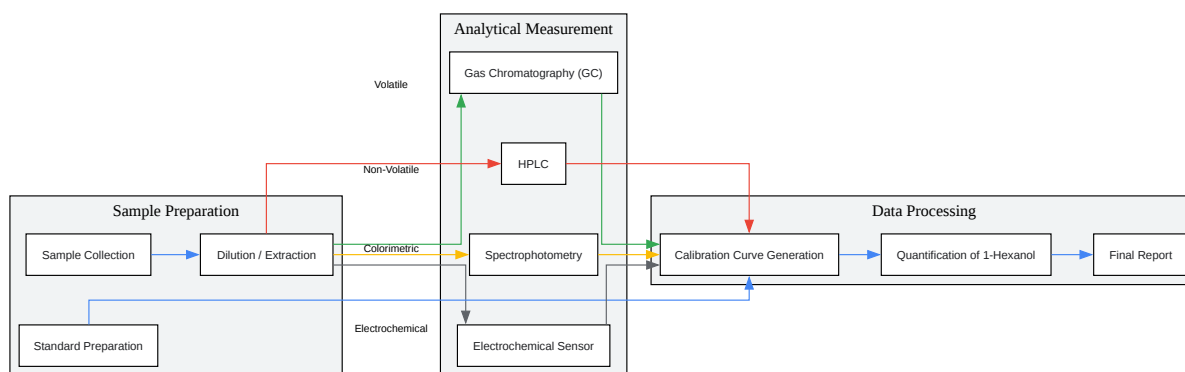 Analytical Measurement
Gas Chromatography (GC)
Volatile
HPLC
Non-Volatile
Sample Preparation
Data Processing
Sample Collection
Dilution / Extraction
Colorimetric
Spectrophotometry
Calibration Curve Generation
Quantification of 1-Hexanol
Final Report
Standard Preparation
Electrochemical
Electrochemical Sensor